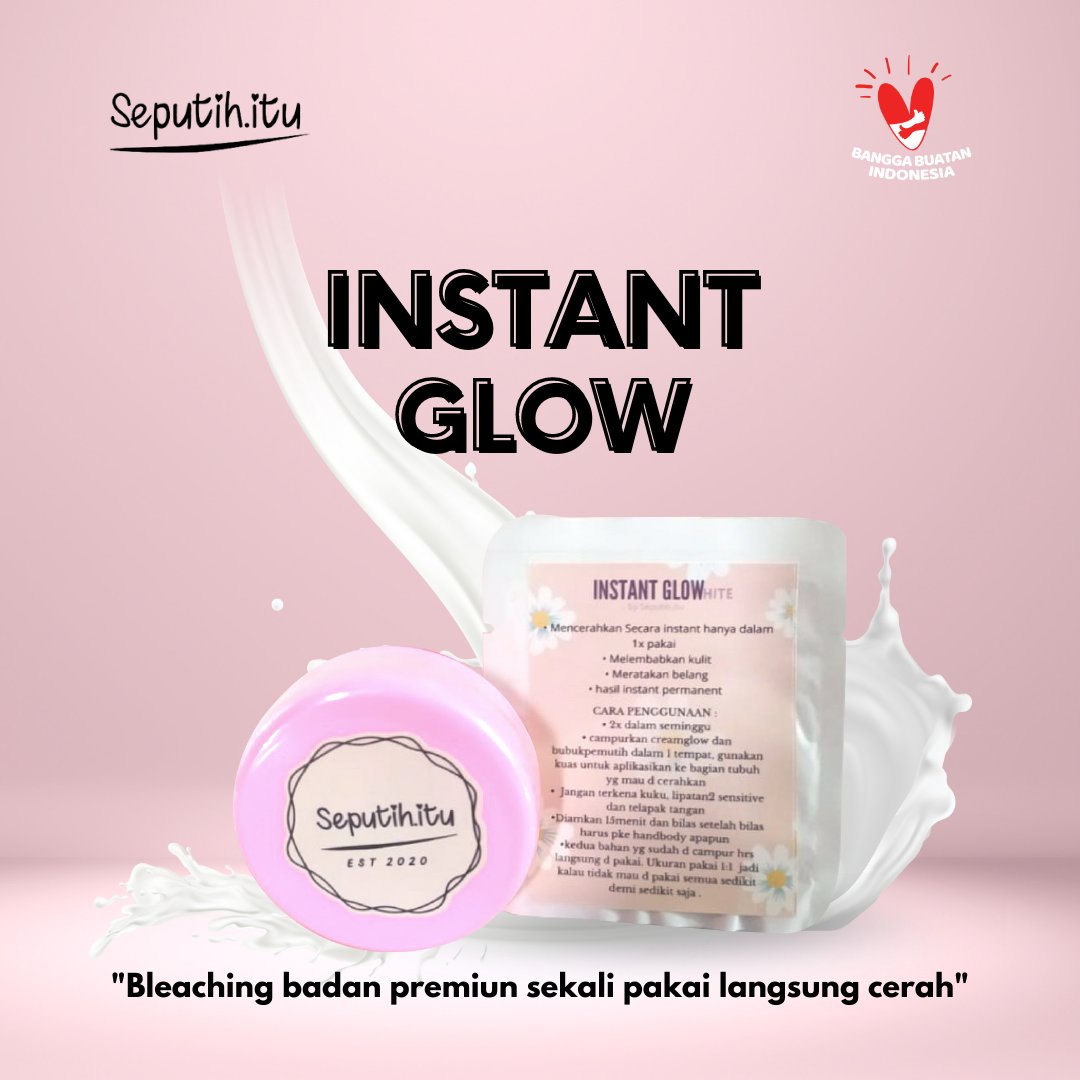 Seputih.itu
BANGGA BUATAN
INDONESIA
INSTANT
GLOW
INSTANT GLOWHITE
by Seputih.itu
• Mencerahkan Secara instant hanya dalam
1x pakai
• Melembabkan kulit
• Meratakan belang
• hasil instant permanent
CARA PENGGUNAAN :
• 2x dalam seminggu
• campurkan creamglow dan
bubukpemutih dalam 1 tempat, gunakan
kuas untuk aplikasikan ke bagian tubuh
yg mau d cerahkan
• Jangan terkena kuku, lipatan2 sensitive
dan telapak tangan
•Diamkan 15menit dan bilas setelah bilas
harus pke handbody apapun
•kedua bahan yg sudah d campur hrs
langsung d pakai. Ukuran pakai 1:1 jadi
kalau tidak mau d pakai semua sedikit
demi sedikit saja .
Seputih.itu
EST 2020
"Bleaching badan premiun sekali pakai langsung cerah"